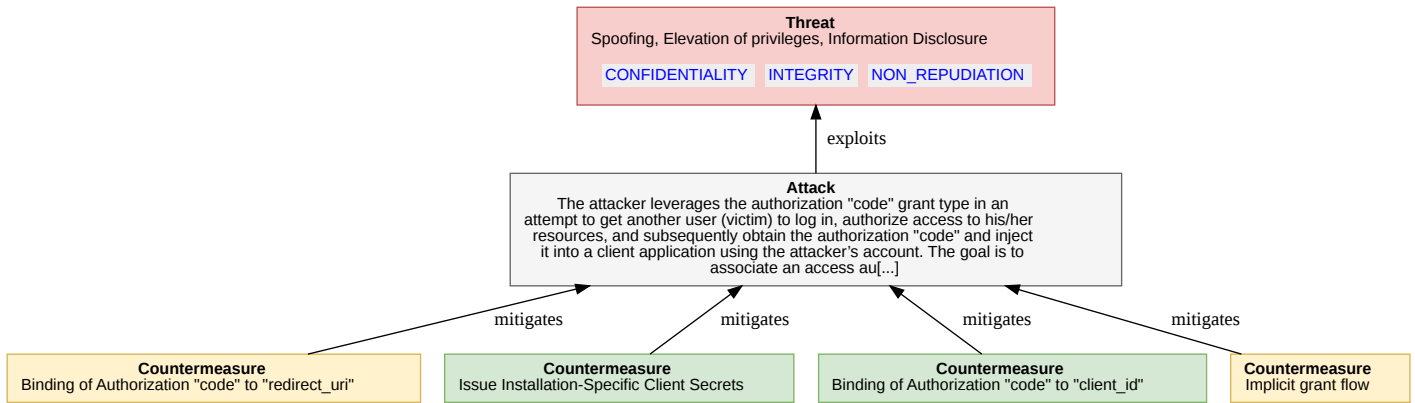 Threat
Spoofing, Elevation of privileges, Information Disclosure
CONFIDENTIALITY INTEGRITY NON_REPUDIATION
exploits
Attack
The attacker leverages the authorization "code" grant type in an
attempt to get another user (victim) to log in, authorize access to his/her
resources, and subsequently obtain the authorization "code" and inject
it into a client application using the attacker’s account. The goal is to
associate an access au[...]
mitigates mitigates mitigates mitigates
Countermeasure
Binding of Authorization "code" to "redirect_uri"
Countermeasure
Issue Installation-Specific Client Secrets
Countermeasure
Binding of Authorization "code" to "client_id"
Countermeasure
Implicit grant flow